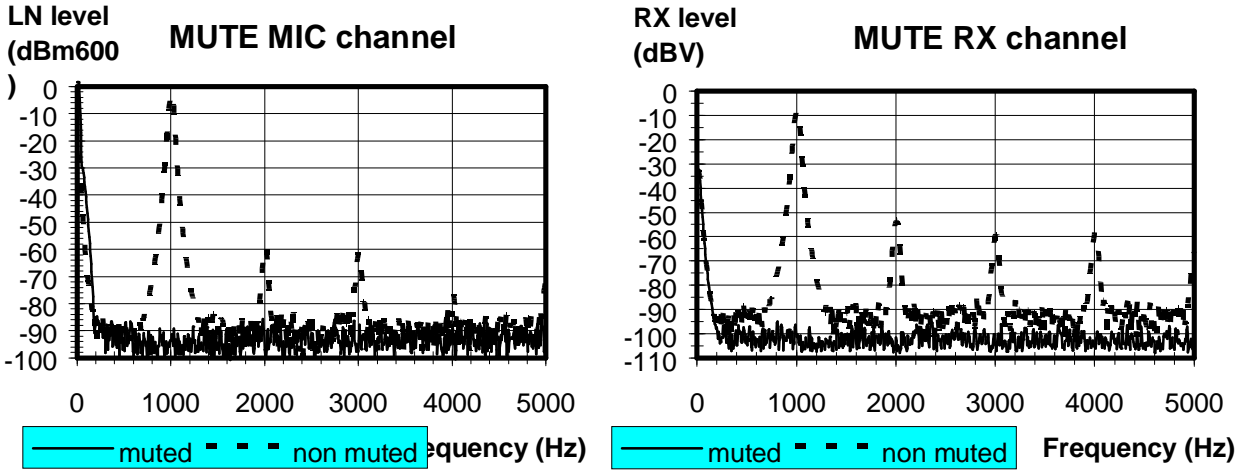 LN level
(dBm600
)
MUTE MIC channel
0
-10
-20
-30
-40
-50
-60
-70
-80
-90
-100
0 1000 2000 3000 4000 5000
muted non muted equency (Hz)
RX level
(dBV)
MUTE RX channel
0
-10
-20
-30
-40
-50
-60
-70
-80
-90
-100
-110
0 1000 2000 3000 4000 5000
muted non muted Frequency (Hz)